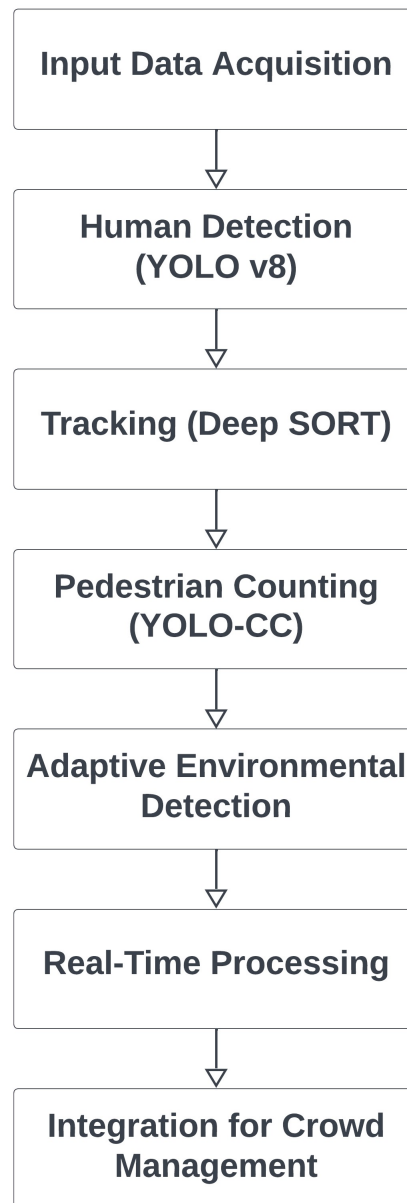 Input Data Acquisition
Human Detection
(YOLO v8)
Tracking (Deep SORT)
Pedestrian Counting
(YOLO-CC)
Adaptive Environmental
Detection
Real-Time Processing
Integration for Crowd
Management